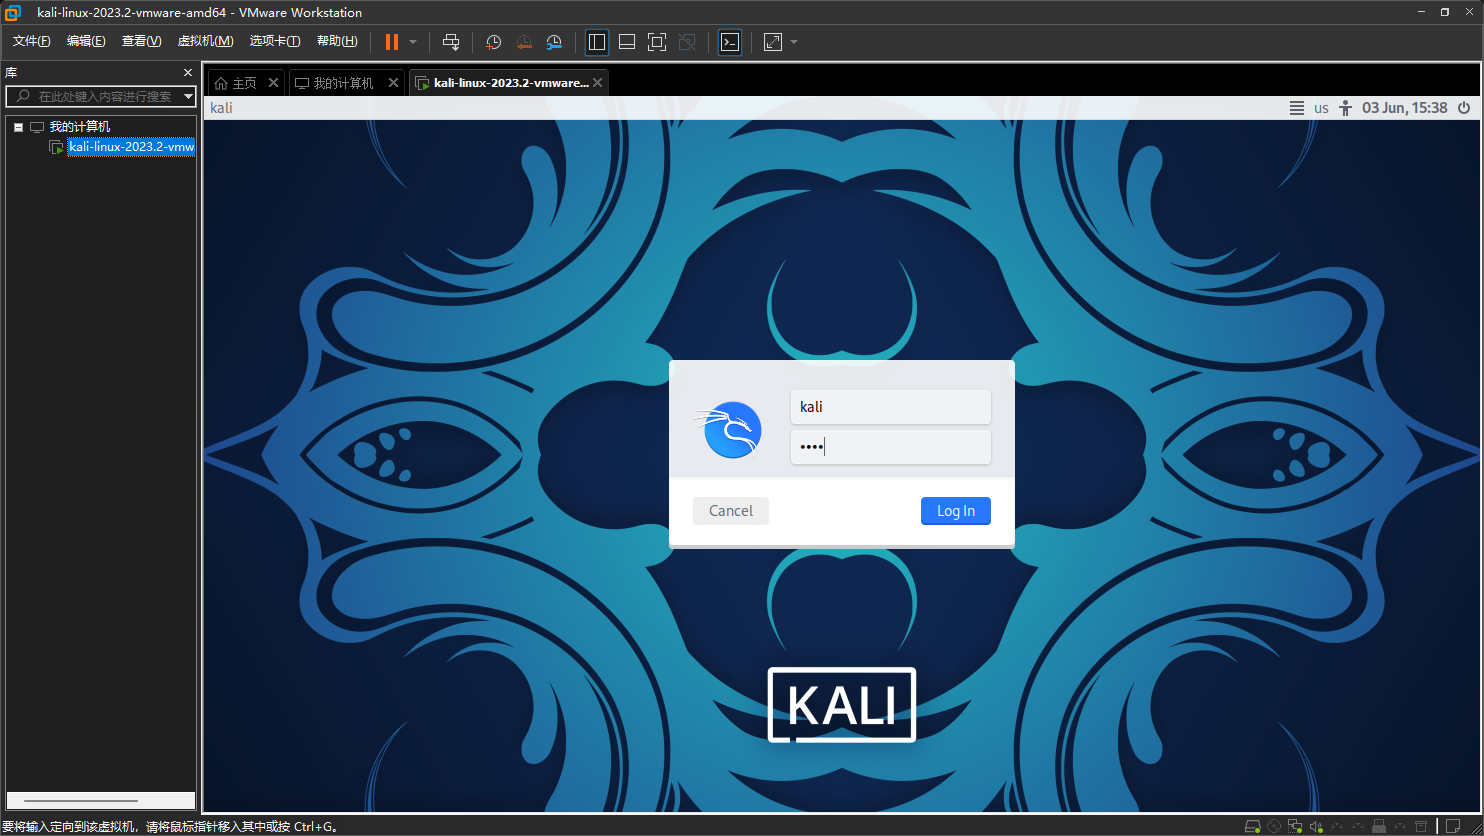 kali-linux-2023.2-vmware-amd64 - VMware Workstation
文件(F) 编辑(E) 查看(V) 虚拟机(M) 选项卡(T) 帮助(H)
库
在此处键入内容进行搜索
我的计算机
kali-linux-2023.2-vmw
主页 我的计算机 kali-linux-2023.2-vmware...
kali us 03 Jun, 15:38
kali
••••
Cancel Log In
KALI
要将输入定向到该虚拟机，请将鼠标指针移入其中或按 Ctrl+G。